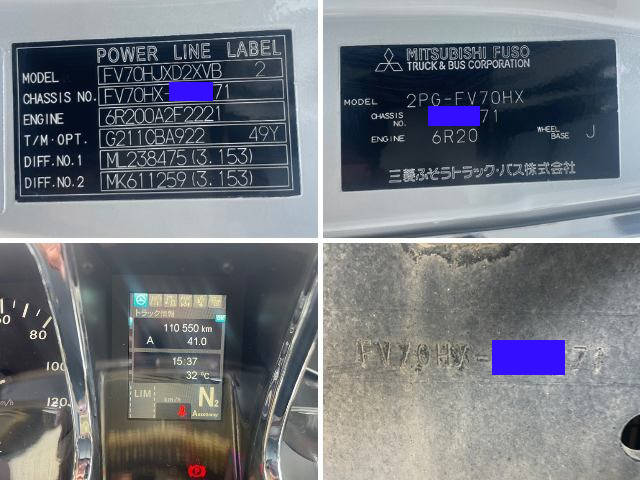 POWER LINE LABEL
MODEL FV70HJXD2XVB 2
CHASSIS NO. FV70HX- 71
ENGINE 6R200A2F2221
T/M·OPT. G211CBA922 49Y
DIFF.NO.1 ML238475(3.153)
DIFF.NO.2 MK611259(3.153)
MITSUBISHI FUSO
TRUCK & BUS CORPORATION
MODEL 2PG-FV70HX
CHASSIS NO. 71
ENGINE 6R20 WHEEL BASE J
三菱ふそうトラック・バス株式会社
60
80
100
120
トラック情報
110 550 km
A 41.0
15:37
32 °C
LIM km/h N2
A economy
FV70HX- 71